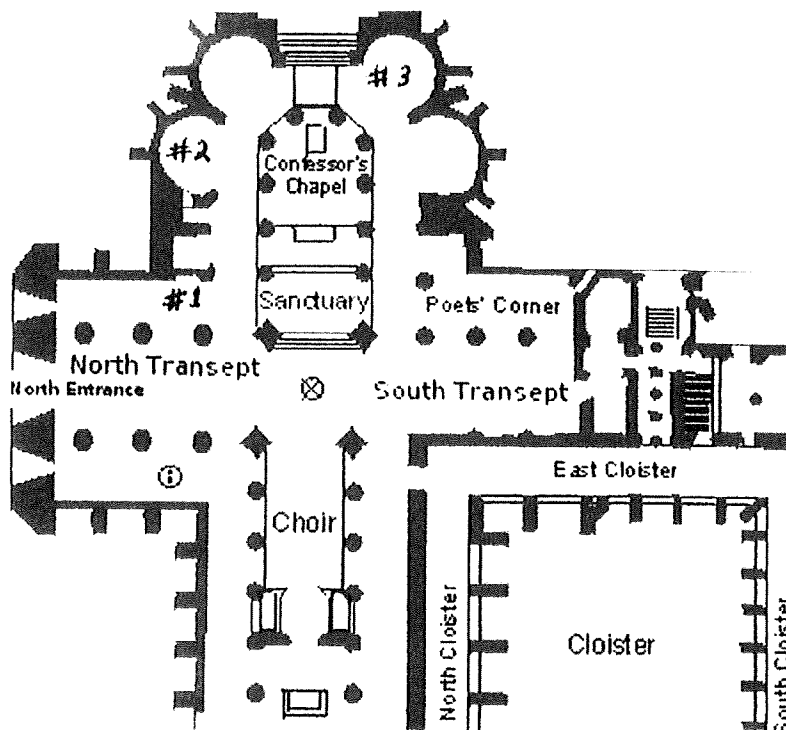 #3
#2
Confessor's
Chapel
#1
Sanctuary
Poets' Corner
North Transept
North Entrance
South Transept
East Cloister
i
Choir
North Cloister
Cloister
South Cloister